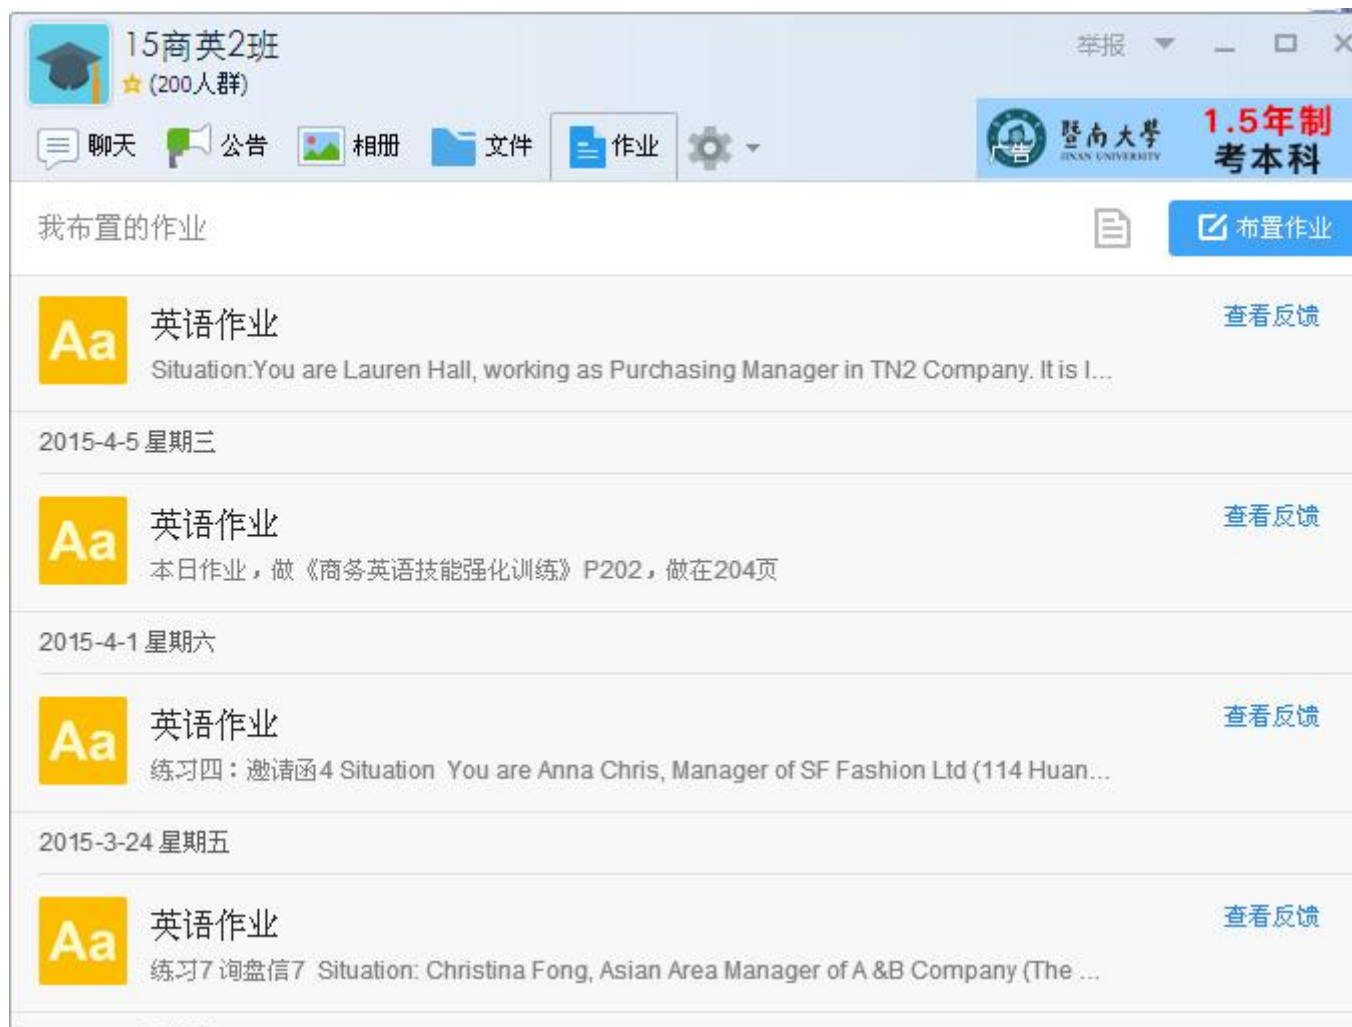 15商英2班
举报
(200人群)
聊天 公告 相册 文件 作业
广告 暨南大学 JINAN UNIVERSITY 1.5年制
考本科
我布置的作业
布置作业
Aa 英语作业 查看反馈
Situation:You are Lauren Hall, working as Purchasing Manager in TN2 Company. It is I...
2015-4-5 星期三
Aa 英语作业 查看反馈
本日作业，做《商务英语技能强化训练》P202，做在204页
2015-4-1 星期六
Aa 英语作业 查看反馈
练习四：邀请函4 Situation  You are Anna Chris, Manager of SF Fashion Ltd (114 Huan...
2015-3-24 星期五
Aa 英语作业 查看反馈
练习7 询盘信7  Situation: Christina Fong, Asian Area Manager of A &B Company (The ...